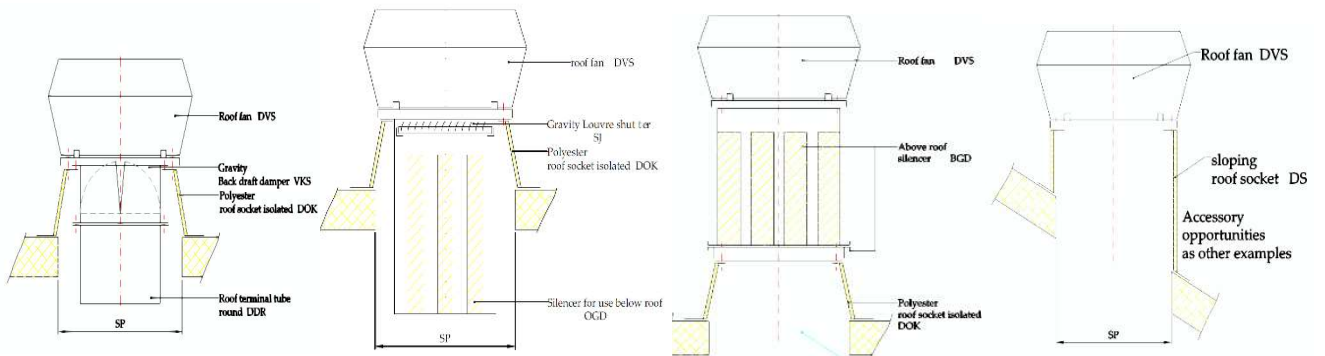 Roof fan DVS
Gravity
Back draft damper VKS
Polyester
roof socket isolated DOK
Roof terminal tube
round DDR
SP
roof fan DVS
Gravity Louvre shutter
SJ
Polyester
roof socket isolated DOK
Silencer for use below roof
OGD
SP
Roof fan DVS
Above roof
silencer BGD
Polyester
roof socket isolated
DOK
Roof fan DVS
sloping
roof socket DS
Accessory
opportunities
as other examples
SP